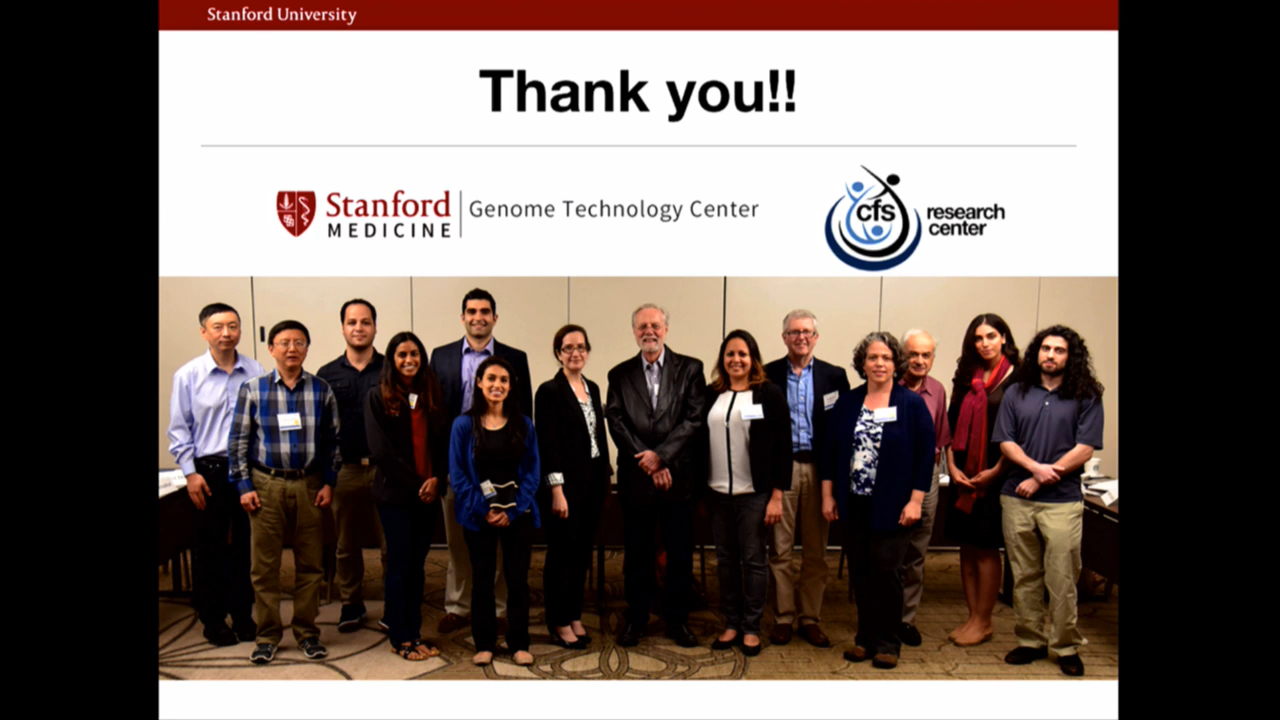 Stanford University
Thank you!!
Stanford
MEDICINE
Genome Technology Center
cfs
research
center